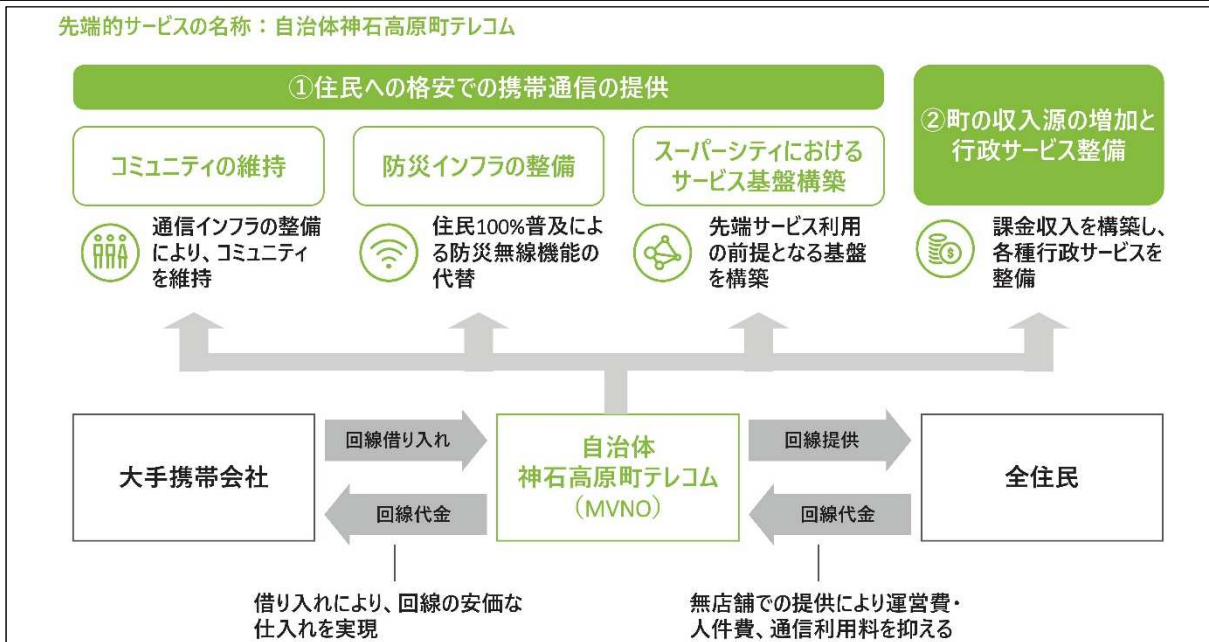 先端的サービスの名称：自治体神石高原町テレコム
①住民への格安での携帯通信の提供
コミュニティの維持
通信インフラの整備
により、コミュニティ
を維持
防災インフラの整備
住民100%普及によ
る防災無線機能の
代替
スーパーシティにおける
サービス基盤構築
先端サービス利用
の前提となる基盤
を構築
②町の収入源の増加と
行政サービス整備
課金収入を構築し、
各種行政サービスを
整備
大手携帯会社
回線借り入れ
回線代金
自治体
神石高原町テレコム
（MVNO）
回線提供
回線代金
全住民
借り入れにより、回線の安価な
仕入れを実現
無店舗での提供により運営費・
人件費、通信利用料を抑える